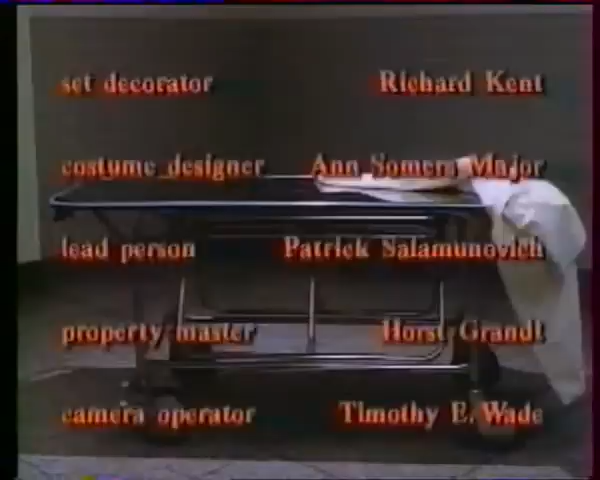 set decorator Richard Kent
costume designer Ann Somers Major
lead person Patrick Salamunovich
property master Horst Grandt
camera operator Timothy E. Wade